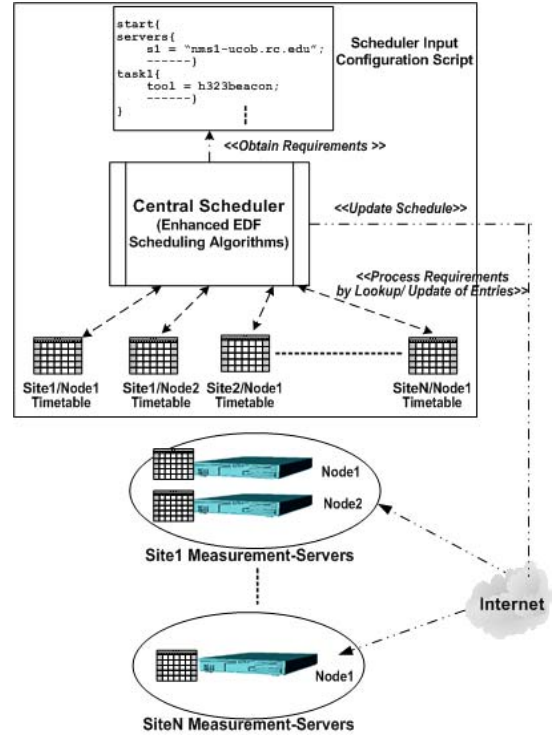 start{
servers{
s1 = "nms1-ucob.rc.edu";
------)
task1{
tool = h323beacon;
------)
}
Scheduler Input
Configuration Script
<<Obtain Requirements >>
Central Scheduler
(Enhanced EDF
Scheduling Algorithms)
<<Update Schedule>>
<<Process Requirements
by Lookup/ Update of Entries>>
Site1/Node1
Timetable
Site1/Node2
Timetable
Site2/Node1
Timetable
SiteN/Node1
Timetable
Node1
Node2
Site1 Measurement-Servers
Internet
Node1
SiteN Measurement-Servers